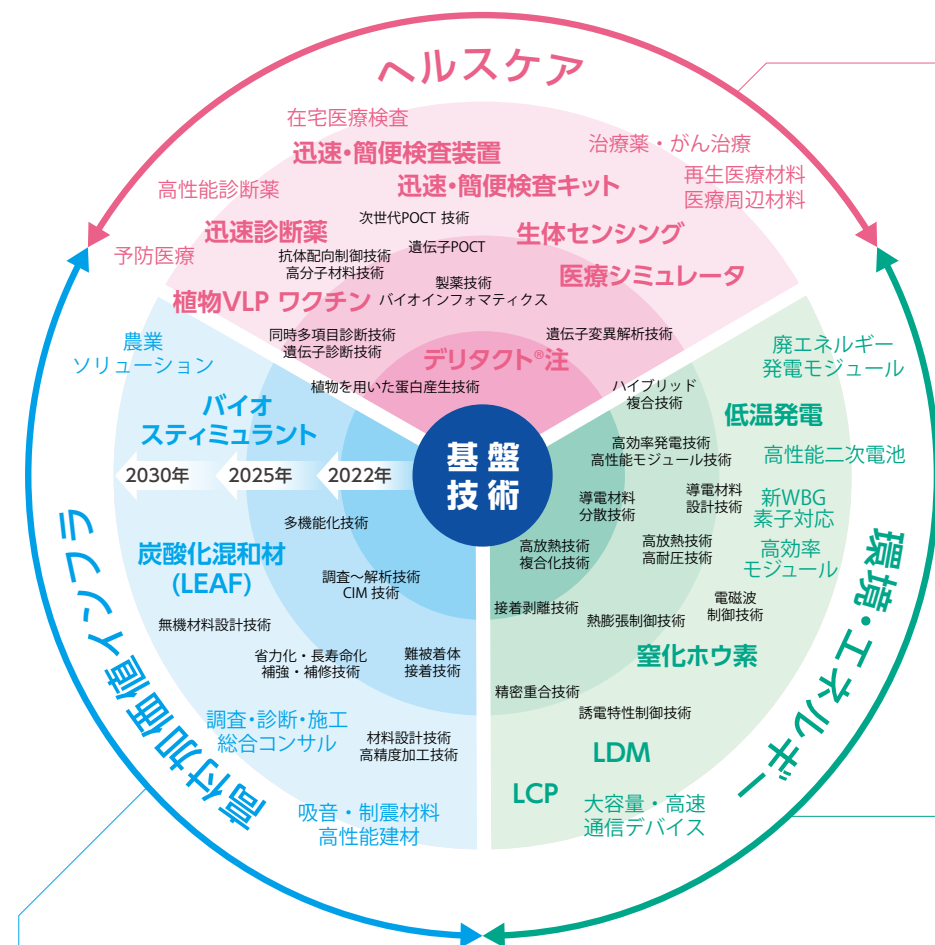 ヘルスケア
在宅医療検査
迅速・簡便検査装置
治療薬・がん治療
高性能診断薬
迅速・簡便検査キット
再生医療材料
医療周辺材料
次世代POCT 技術
迅速診断薬
生体センシング
予防医療
抗体配向制御技術
高分子材料技術
遺伝子POCT
医療シミュレータ
製薬技術
バイオインフォマティクス
植物VLP ワクチン
同時多項目診断技術
遺伝子診断技術
遺伝子変異解析技術
デリタクト®注
植物を用いた蛋白産生技術
基盤
技術
環境・エネルギー
廃エネルギー
発電モジュール
ハイブリッド
複合技術
低温発電
高効率発電技術
高性能モジュール技術
高性能二次電池
導電材料
分散技術
導電材料
設計技術
新WBG
素子対応
高放熱技術
複合化技術
高放熱技術
高耐圧技術
高効率
モジュール
接着剥離技術
熱膨張制御技術
電磁波
制御技術
窒化ホウ素
精密重合技術
誘電特性制御技術
LDM
LCP
大容量・高速
通信デバイス
高付加価値インフラ
農業
ソリューション
バイオ
スティミュラント
2030年
2025年
2022年
多機能化技術
炭酸化混和材
(LEAF)
調査～解析技術
CIM 技術
無機材料設計技術
省力化・長寿命化
補強・補修技術
難被着体
接着技術
調査・診断・施工
総合コンサル
材料設計技術
高精度加工技術
吸音・制震材料
高性能建材